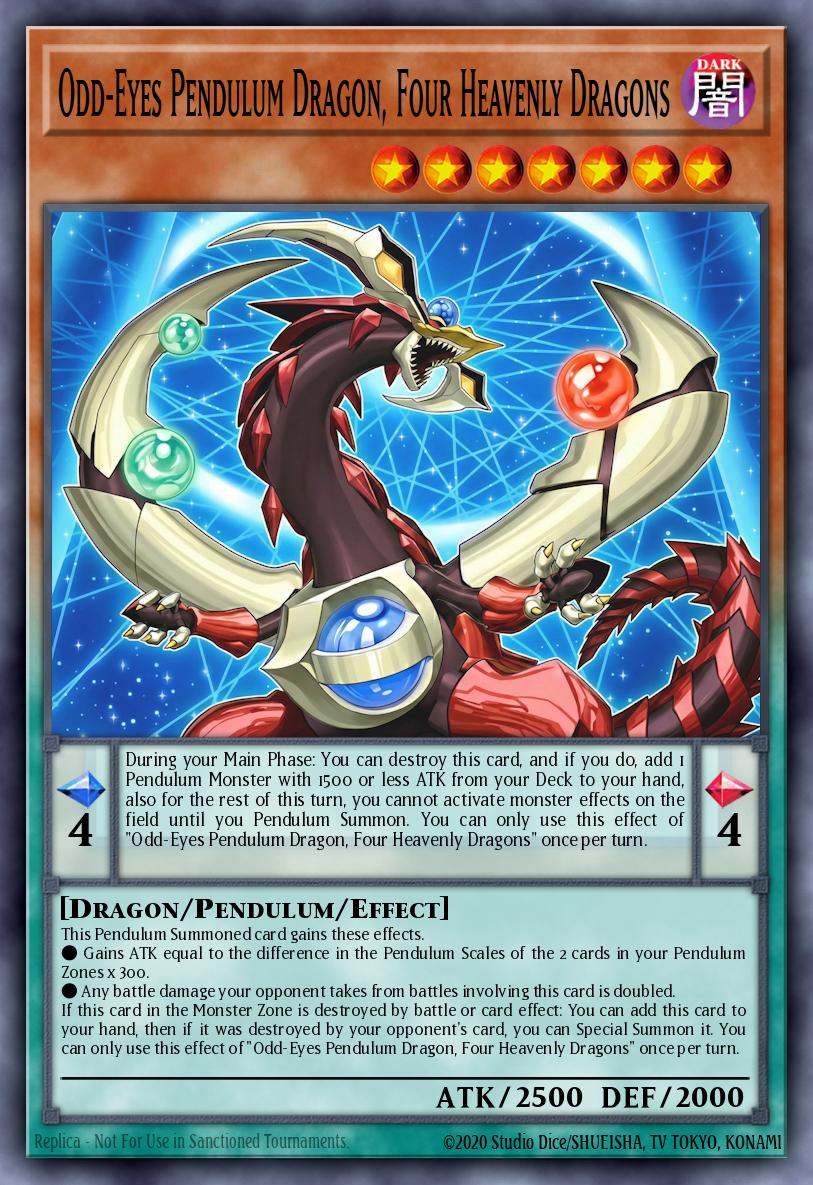 Odd-Eyes Pendulum Dragon, Four Heavenly Dragons
DARK
闇
During your Main Phase: You can destroy this card, and if you do, add 1
Pendulum Monster with 1500 or less ATK from your Deck to your hand,
also for the rest of this turn, you cannot activate monster effects on the
field until you Pendulum Summon. You can only use this effect of
"Odd-Eyes Pendulum Dragon, Four Heavenly Dragons" once per turn.
4
4
[Dragon/Pendulum/Effect]
This Pendulum Summoned card gains these effects.
● Gains ATK equal to the difference in the Pendulum Scales of the 2 cards in your Pendulum
Zones x 300.
● Any battle damage your opponent takes from battles involving this card is doubled.
If this card in the Monster Zone is destroyed by battle or card effect: You can add this card to
your hand, then if it was destroyed by your opponent's card, you can Special Summon it. You
can only use this effect of "Odd-Eyes Pendulum Dragon, Four Heavenly Dragons" once per turn.
ATK/2500 DEF/2000
Replica - Not For Use in Sanctioned Tournaments.
©2020 Studio Dice/SHUEISHA, TV TOKYO, KONAMI